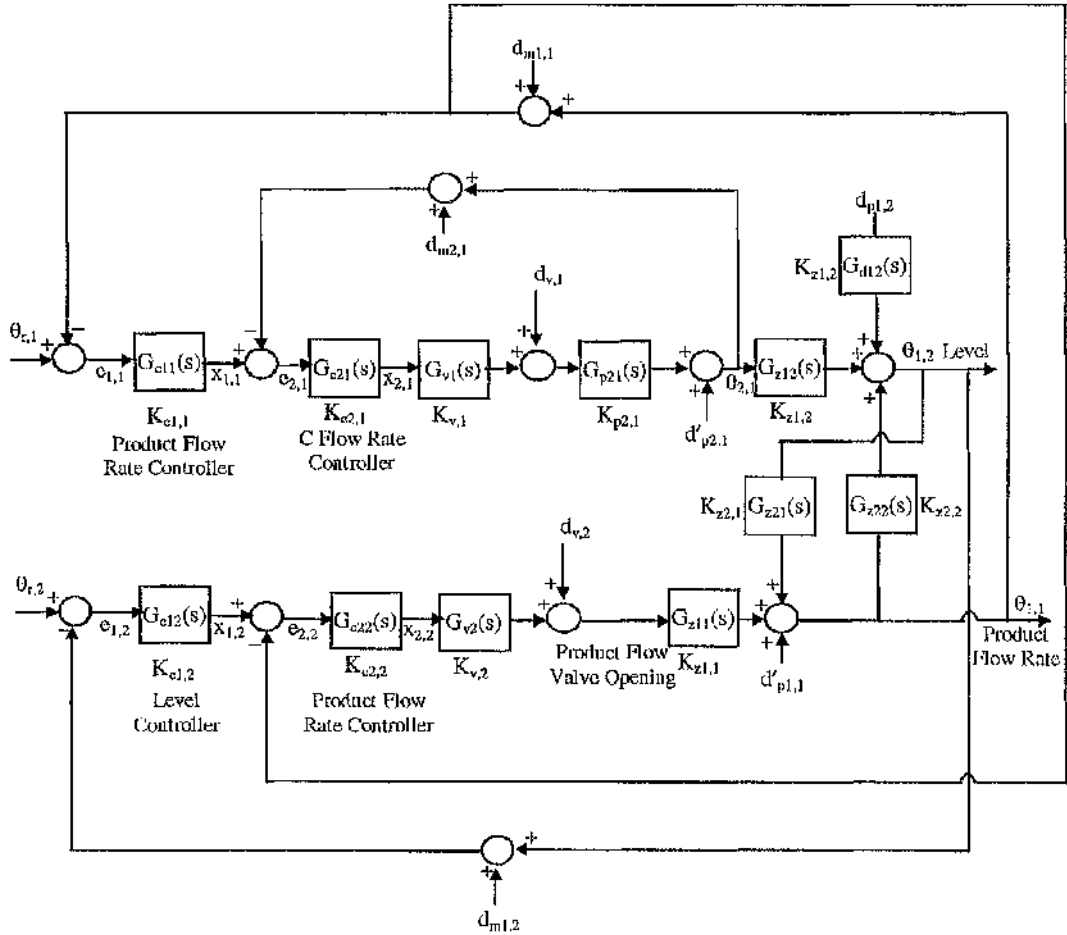 d_m1,1
+
+
+
+
d_m2,1
d_p1,2
K_z1,2 G_d12(s)
d_v,1
θ_r,1 + −
e_1,1
G_c11(s)
x_1,1
+ −
e_2,1
G_c21(s)
x_2,1
G_v1(s)
+ +
G_p21(s)
+ +
θ_2,1
G_z12(s)
+ + +
θ_1,2 Level
K_c1,1
Product Flow
Rate Controller
K_c2,1
C Flow Rate
Controller
K_v,1
K_p2,1
d'_p2,1
K_z1,2
K_z2,1 G_z21(s)
G_z22(s) K_z2,2
d_v,2
θ_r,2 + −
e_1,2
G_c12(s)
x_1,2
+ −
e_2,2
G_c22(s)
x_2,2
G_v2(s)
+ +
G_z11(s)
+ + +
θ_1,1
Product
Flow Rate
K_c1,2
Level
Controller
K_c2,2
Product Flow
Rate Controller
K_v,2
Product Flow
Valve Opening
K_z1,1
d'_p1,1
+
+
d_m1,2